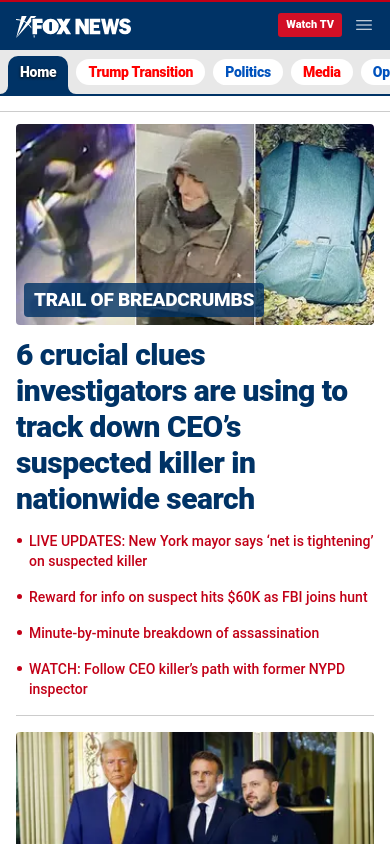 FOX NEWS
Watch TV
Home
Trump Transition
Politics
Media
Op
TRAIL OF BREADCRUMBS
6 crucial clues
investigators are using to
track down CEO’s
suspected killer in
nationwide search
LIVE UPDATES: New York mayor says ‘net is tightening’
on suspected killer
Reward for info on suspect hits $60K as FBI joins hunt
Minute-by-minute breakdown of assassination
WATCH: Follow CEO killer’s path with former NYPD
inspector